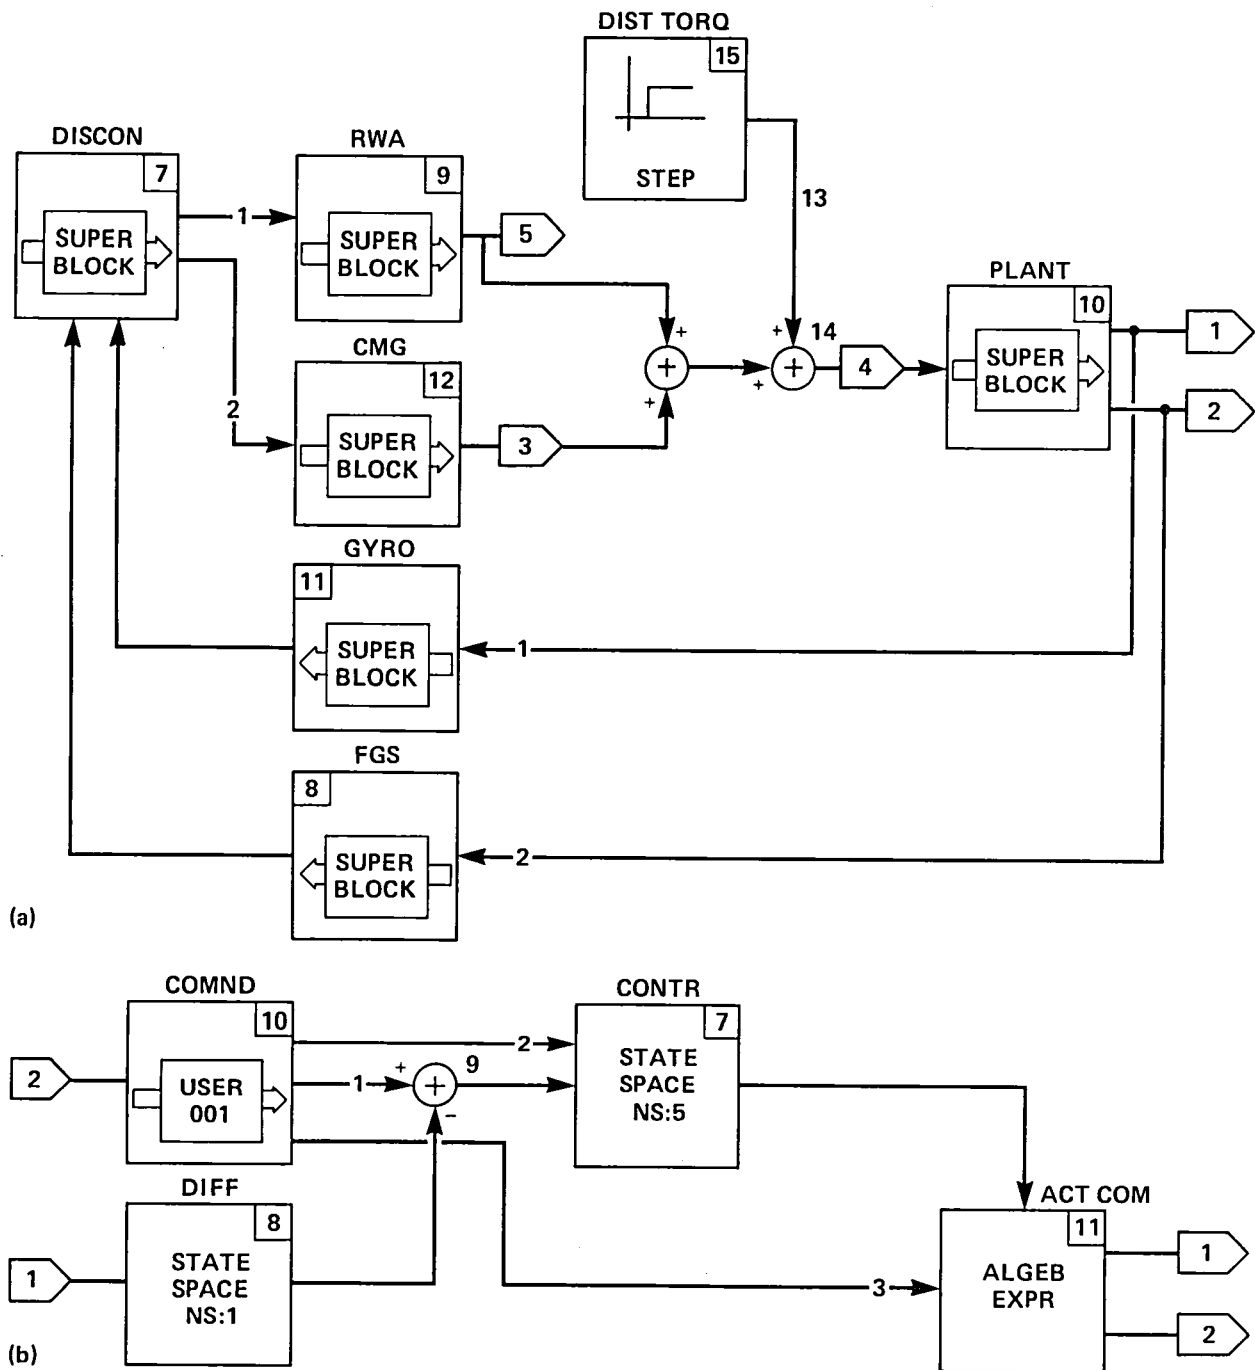 DIST TORQ
15
STEP
13
DISCON
7
SUPER
BLOCK
1
2
RWA
9
SUPER
BLOCK
5
CMG
12
SUPER
BLOCK
3
+
+
+
+
+
+
14
4
PLANT
10
SUPER
BLOCK
1
2
GYRO
11
SUPER
BLOCK
1
FGS
8
SUPER
BLOCK
2
(a)
COMND
10
USER
001
2
2
1
+
+
−
9
CONTR
7
STATE
SPACE
NS:5
DIFF
8
STATE
SPACE
NS:1
1
3
ACT COM
11
ALGEB
EXPR
1
2
(b)